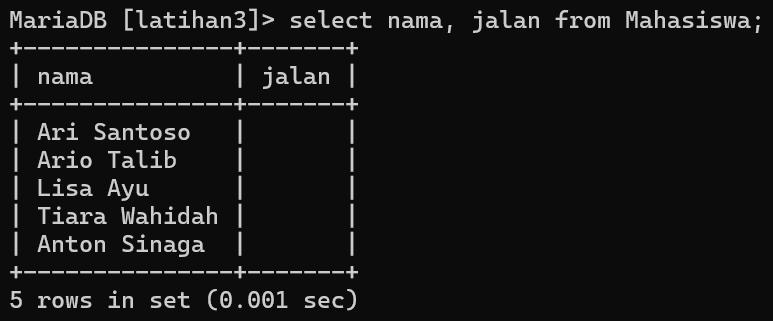 MariaDB [latihan3]> select nama, jalan from Mahasiswa;
+---------------+-------+
| nama          | jalan |
+---------------+-------+
| Ari Santoso   |       |
| Ario Talib    |       |
| Lisa Ayu      |       |
| Tiara Wahidah |       |
| Anton Sinaga  |       |
+---------------+-------+
5 rows in set (0.001 sec)